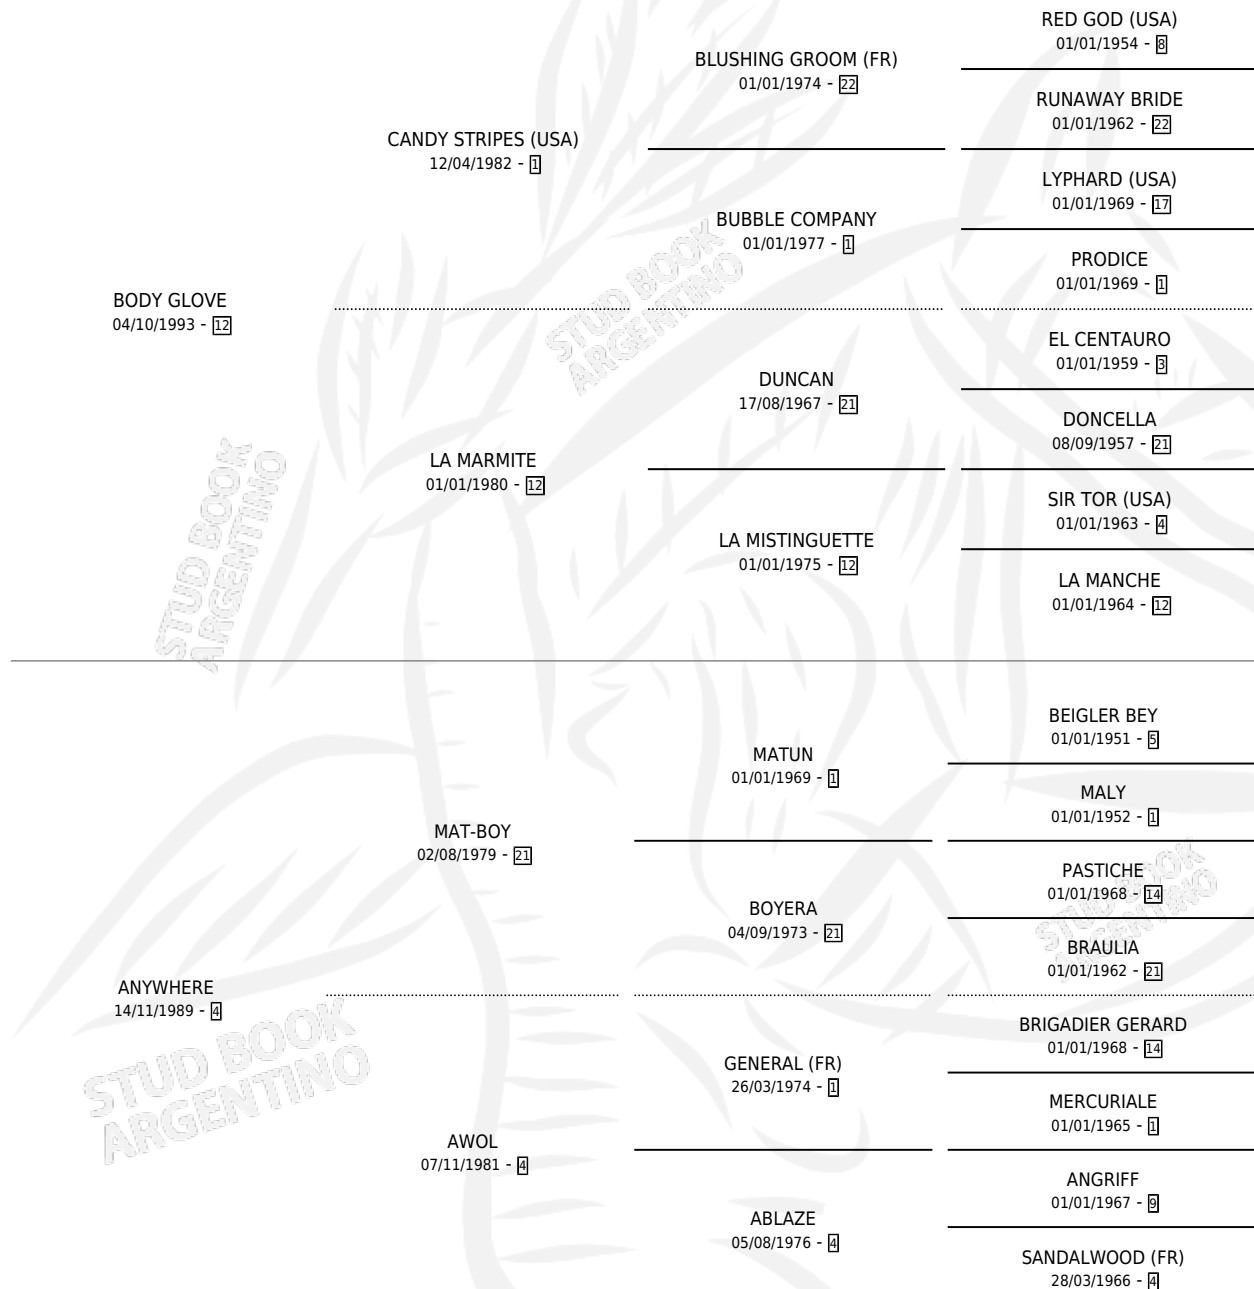 RED GOD (USA)
01/01/1954 - 8
BLUSHING GROOM (FR)
01/01/1974 - 22
RUNAWAY BRIDE
01/01/1962 - 22
CANDY STRIPES (USA)
12/04/1982 - 1
LYPHARD (USA)
01/01/1969 - 17
BUBBLE COMPANY
01/01/1977 - 1
PRODICE
01/01/1969 - 1
BODY GLOVE
04/10/1993 - 12
STUD BOOK
ARGENTINO
EL CENTAURO
01/01/1959 - 3
DUNCAN
17/08/1967 - 21
DONCELLA
08/09/1957 - 21
LA MARMITE
01/01/1980 - 12
SIR TOR (USA)
01/01/1963 - 4
LA MISTINGUETTE
01/01/1975 - 12
LA MANCHE
01/01/1964 - 12
STUD BOOK
ARGENTINO
BEIGLER BEY
01/01/1951 - 5
MATUN
01/01/1969 - 1
MALY
01/01/1952 - 1
MAT-BOY
02/08/1979 - 21
PASTICHE
01/01/1968 - 14
BOYERA
04/09/1973 - 21
BRAULIA
01/01/1962 - 21
STUD BOOK
ARGENTINO
ANYWHERE
14/11/1989 - 4
STUD BOOK
ARGENTINO
BRIGADIER GERARD
01/01/1968 - 14
GENERAL (FR)
26/03/1974 - 1
MERCURIALE
01/01/1965 - 1
AWOL
07/11/1981 - 4
ANGRIFF
01/01/1967 - 9
ABLAZE
05/08/1976 - 4
SANDALWOOD (FR)
28/03/1966 - 4